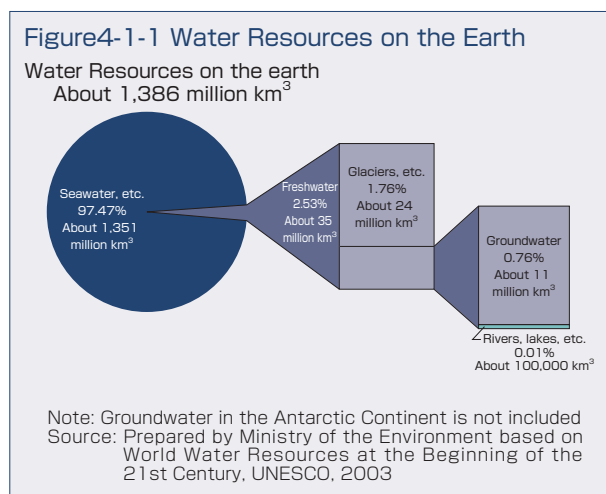 Figure4-1-1 Water Resources on the Earth
Water Resources on the earth
About 1,386 million km³
Seawater, etc.
97.47%
About 1,351
million km³
Freshwater
2.53%
About 35
million km³
Glaciers, etc.
1.76%
About 24
million km³
Groundwater
0.76%
About 11
million km³
Rivers, lakes, etc.
0.01%
About 100,000 km³
Note: Groundwater in the Antarctic Continent is not included
Source: Prepared by Ministry of the Environment based on
World Water Resources at the Beginning of the
21st Century, UNESCO, 2003